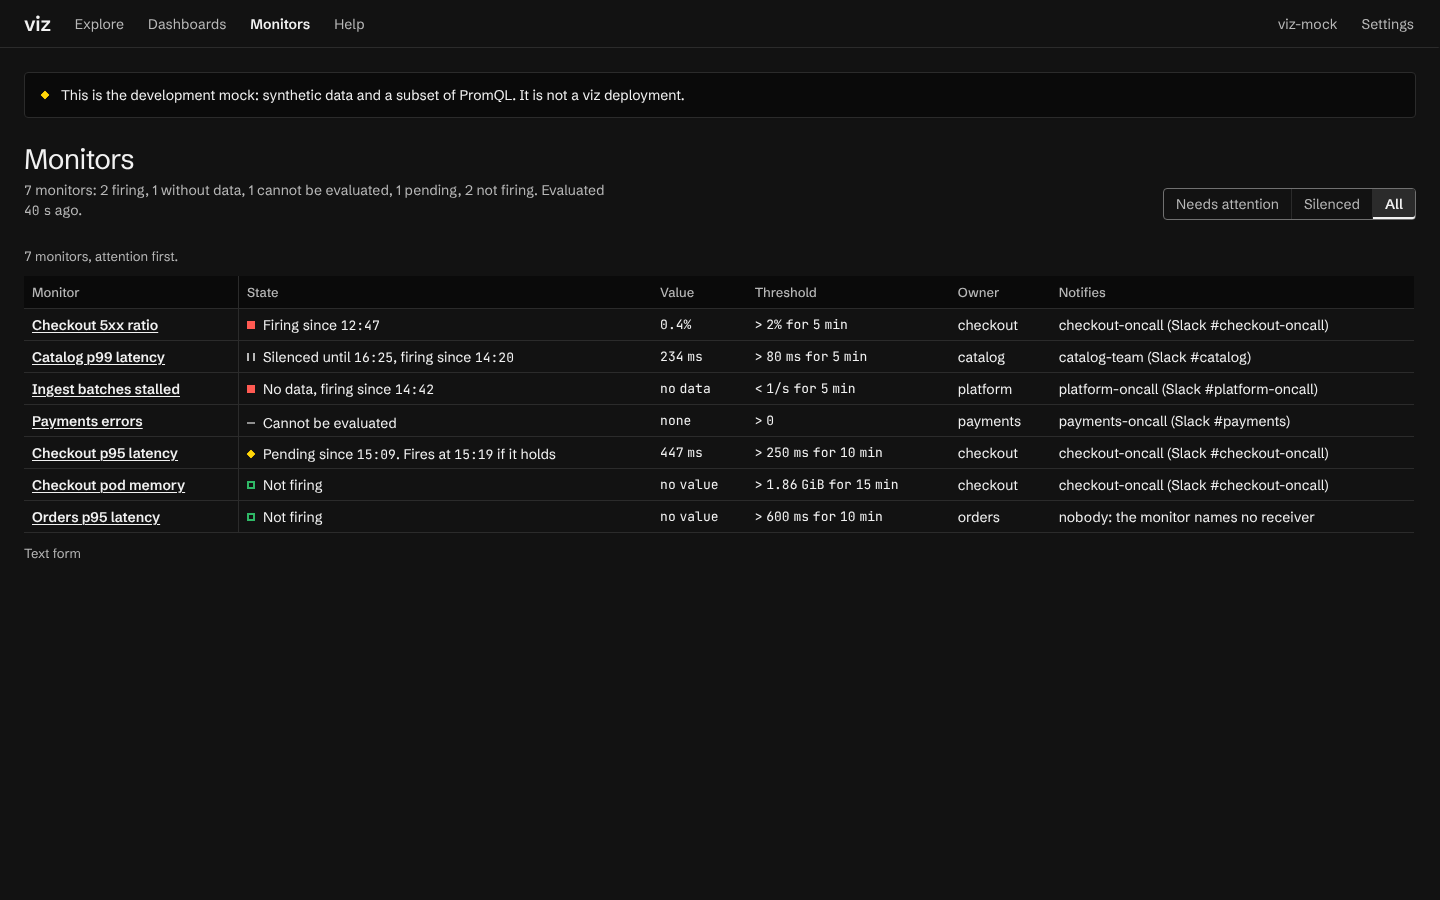 viz Explore Dashboards Monitors Help viz-mock Settings
This is the development mock: synthetic data and a subset of PromQL. It is not a viz deployment.
Monitors
7 monitors: 2 firing, 1 without data, 1 cannot be evaluated, 1 pending, 2 not firing. Evaluated
40 s ago.
Needs attention Silenced All
7 monitors, attention first.
Monitor State Value Threshold Owner Notifies
Checkout 5xx ratio Firing since 12:47 0.4% > 2% for 5 min checkout checkout-oncall (Slack #checkout-oncall)
Catalog p99 latency Silenced until 16:25, firing since 14:20 234 ms > 80 ms for 5 min catalog catalog-team (Slack #catalog)
Ingest batches stalled No data, firing since 14:42 no data < 1/s for 5 min platform platform-oncall (Slack #platform-oncall)
Payments errors Cannot be evaluated none > 0 payments payments-oncall (Slack #payments)
Checkout p95 latency Pending since 15:09. Fires at 15:19 if it holds 447 ms > 250 ms for 10 min checkout checkout-oncall (Slack #checkout-oncall)
Checkout pod memory Not firing no value > 1.86 GiB for 15 min checkout checkout-oncall (Slack #checkout-oncall)
Orders p95 latency Not firing no value > 600 ms for 10 min orders nobody: the monitor names no receiver
Text form